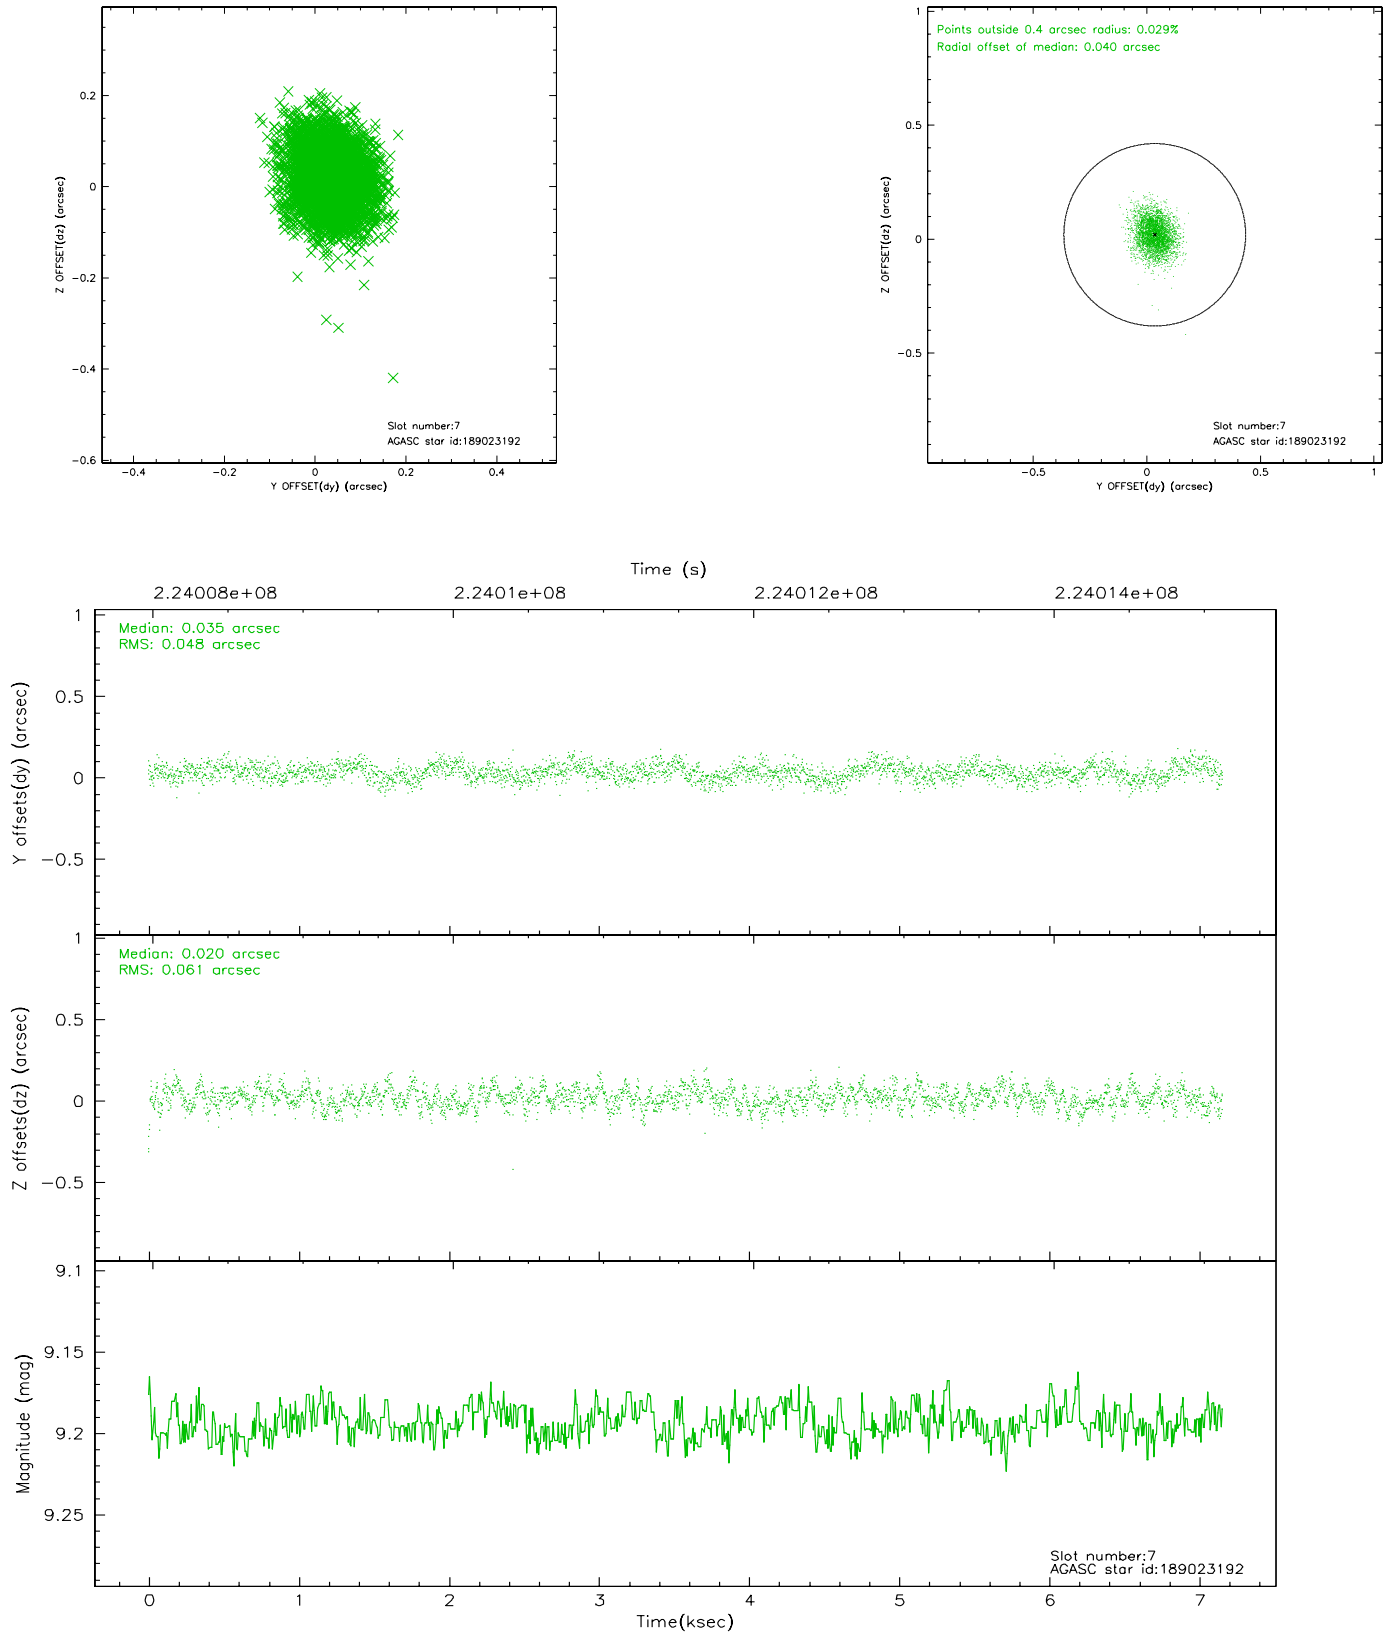 0.2
0
−0.2
−0.4
−0.6
Z OFFSET(dz) (arcsec)
Slot number:7
AGASC star id:189023192
−0.4 −0.2 0 0.2 0.4
Y OFFSET(dy) (arcsec)
1
0.5
0
−0.5
Z OFFSET(dz) (arcsec)
Points outside 0.4 arcsec radius: 0.029%
Radial offset of median: 0.040 arcsec
Slot number:7
AGASC star id:189023192
−0.5 0 0.5 1
Y OFFSET(dy) (arcsec)
Time (s)
2.24008e+08 2.2401e+08 2.24012e+08 2.24014e+08
1
0.5
0
−0.5
Y offsets(dy) (arcsec)
Median: 0.035 arcsec
RMS: 0.048 arcsec
1
0.5
0
−0.5
Z offsets(dz) (arcsec)
Median: 0.020 arcsec
RMS: 0.061 arcsec
9.1
9.15
9.2
9.25
Magnitude (mag)
Slot number:7
AGASC star id:189023192
0 1 2 3 4 5 6 7
Time(ksec)